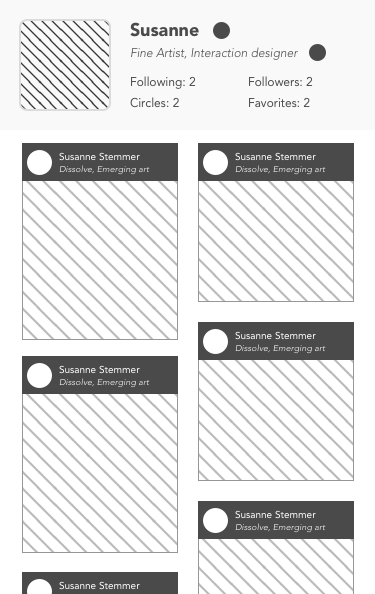 Susanne
Fine Artist, Interaction designer
Following: 2
Followers: 2
Circles: 2
Favorites: 2
Susanne Stemmer
Dissolve, Emerging art
Susanne Stemmer
Dissolve, Emerging art
Susanne Stemmer
Dissolve, Emerging art
Susanne Stemmer
Dissolve, Emerging art
Susanne Stemmer
Dissolve, Emerging art
Susanne Stemmer